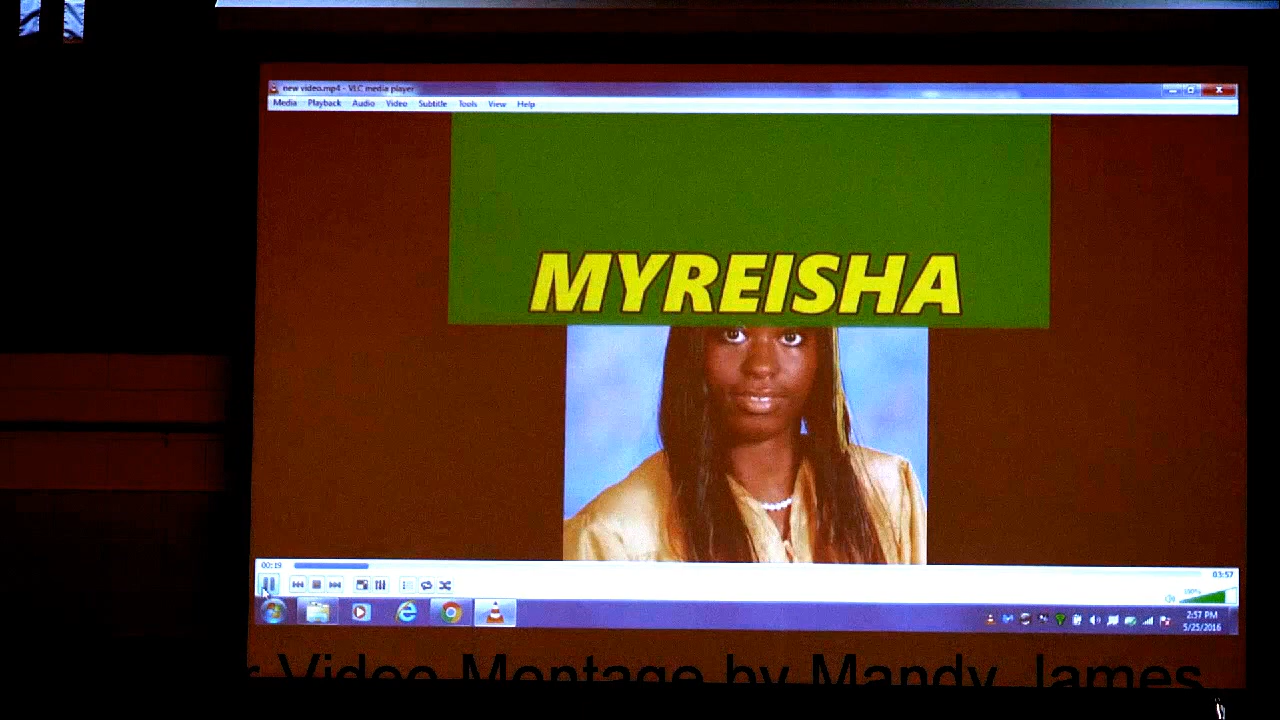 new video.mp4 - VLC media player
Media Playback Audio Video Subtitle Tools View Help
MYREISHA
00:19
03:57
100%
2:57 PM
5/25/2016
r Video Montage by Mandy James